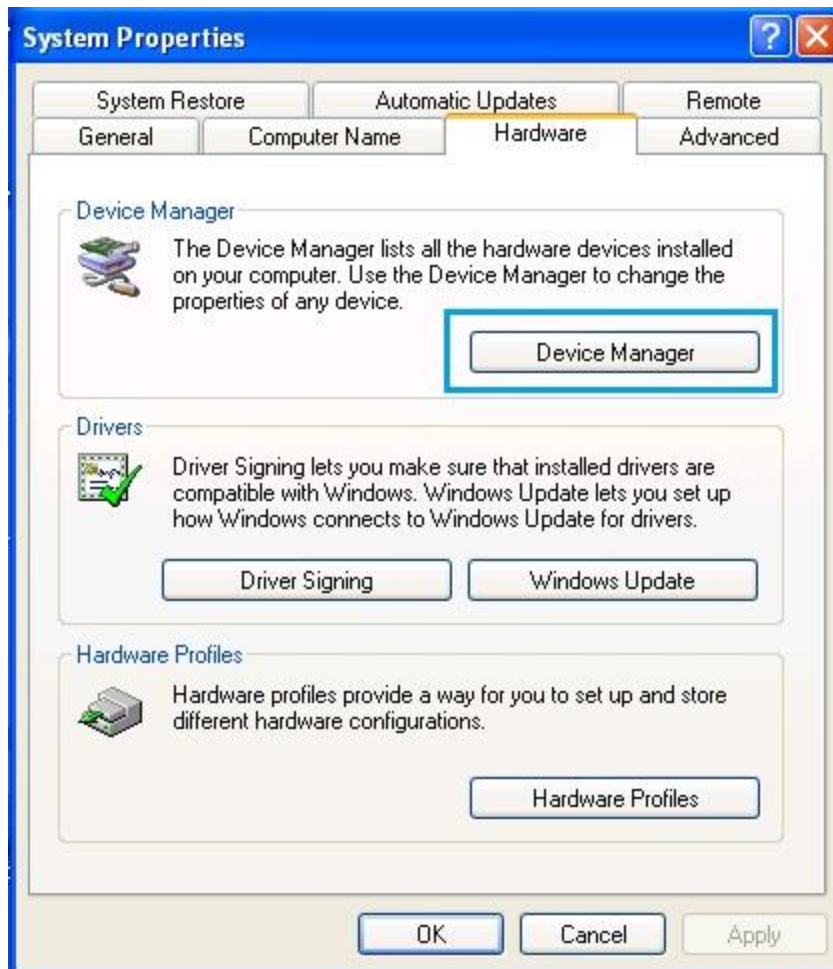 System Properties
System Restore Automatic Updates Remote
General Computer Name Hardware Advanced
Device Manager
The Device Manager lists all the hardware devices installed
on your computer. Use the Device Manager to change the
properties of any device.
Device Manager
Drivers
Driver Signing lets you make sure that installed drivers are
compatible with Windows. Windows Update lets you set up
how Windows connects to Windows Update for drivers.
Driver Signing Windows Update
Hardware Profiles
Hardware profiles provide a way for you to set up and store
different hardware configurations.
Hardware Profiles
OK Cancel Apply